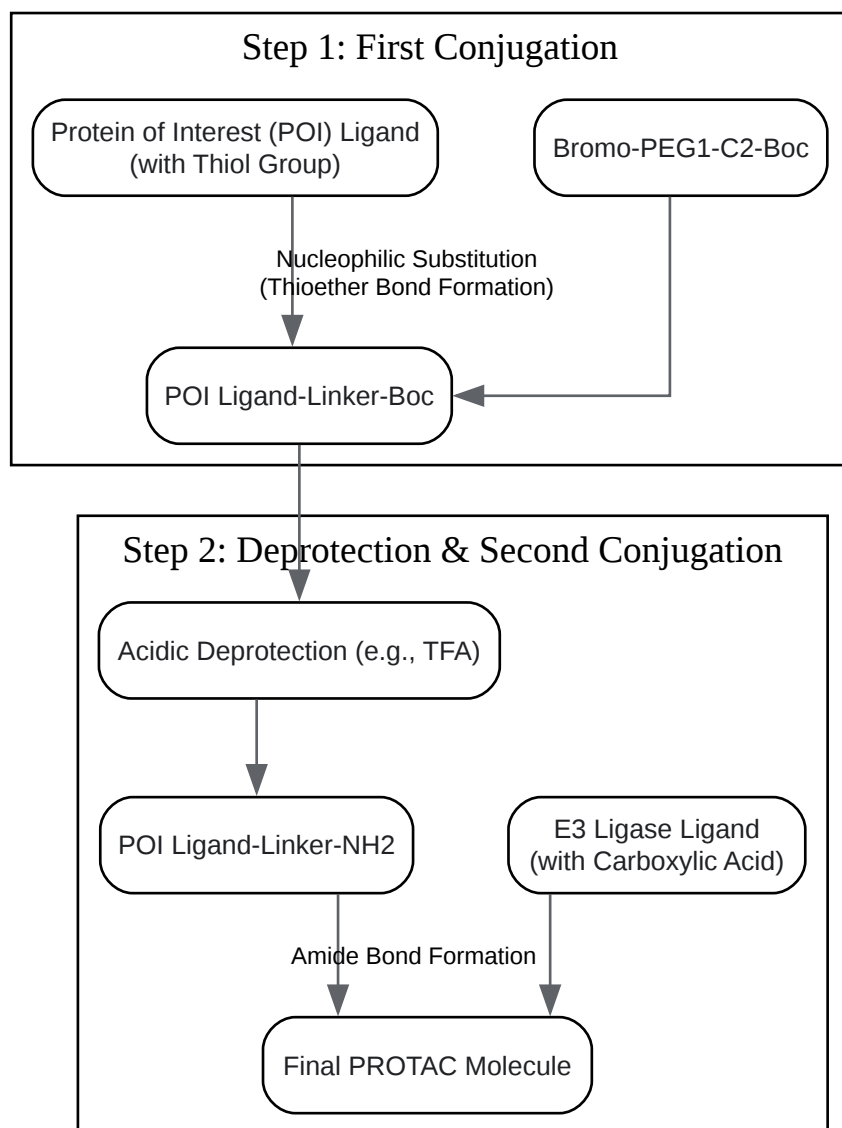 Step 1: First Conjugation
Protein of Interest (POI) Ligand
(with Thiol Group)
Bromo-PEG1-C2-Boc
Nucleophilic Substitution
(Thioether Bond Formation)
POI Ligand-Linker-Boc
Step 2: Deprotection & Second Conjugation
Acidic Deprotection (e.g., TFA)
POI Ligand-Linker-NH2
E3 Ligase Ligand
(with Carboxylic Acid)
Amide Bond Formation
Final PROTAC Molecule